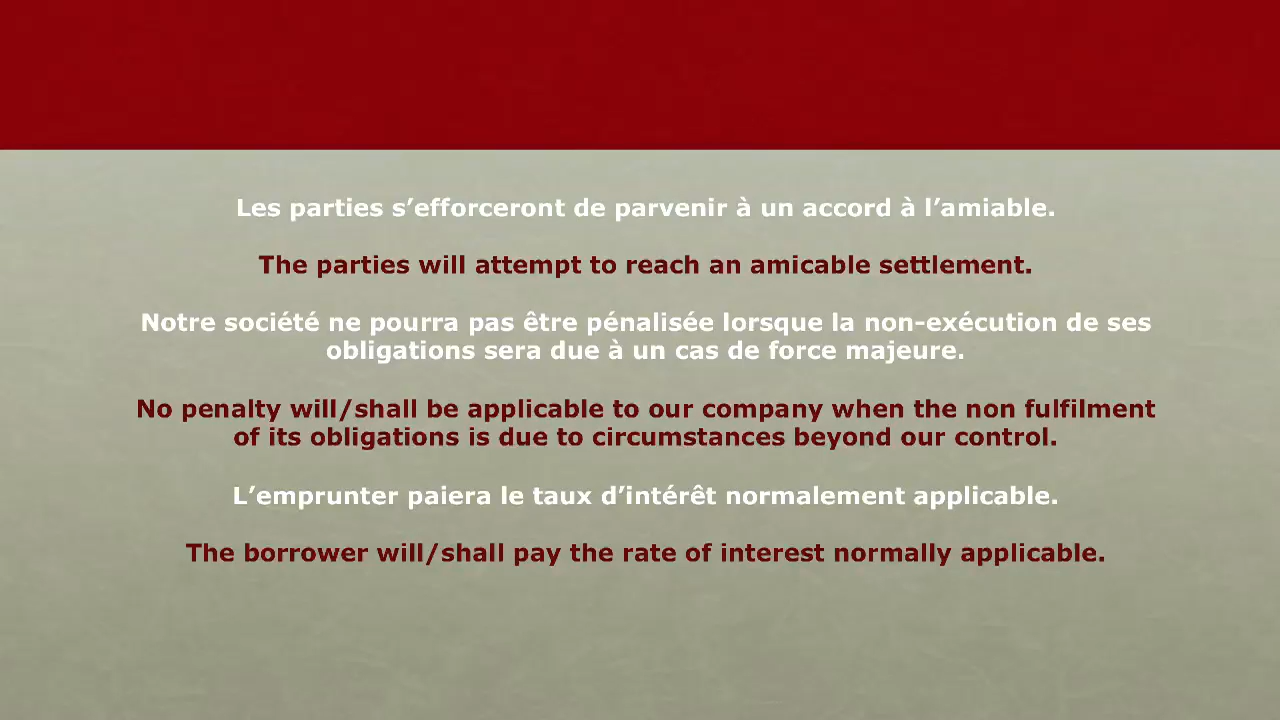 Les parties s’efforceront de parvenir à un accord à l’amiable.
The parties will attempt to reach an amicable settlement.
Notre société ne pourra pas être pénalisée lorsque la non-exécution de ses
obligations sera due à un cas de force majeure.
No penalty will/shall be applicable to our company when the non fulfilment
of its obligations is due to circumstances beyond our control.
L’emprunter paiera le taux d’intérêt normalement applicable.
The borrower will/shall pay the rate of interest normally applicable.